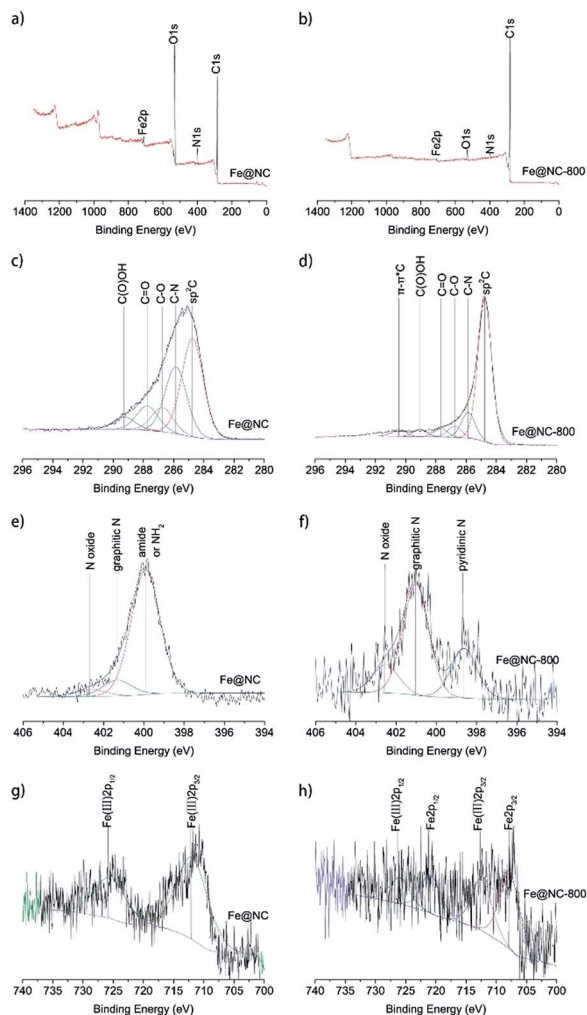 a)
O1s
C1s
Fe2p
N1s
Fe@NC
1400 1200 1000 800 600 400 200 0
Binding Energy (eV)
b)
C1s
Fe2p
O1s
N1s
Fe@NC-800
1400 1200 1000 800 600 400 200 0
Binding Energy (eV)
c)
C(O)OH
C=O
C-O
C-N
sp²C
Fe@NC
296 294 292 290 288 286 284 282 280
Binding Energy (eV)
d)
π-π*C
C(O)OH
C=O
C-O
C-N
sp²C
Fe@NC-800
296 294 292 290 288 286 284 282 280
Binding Energy (eV)
e)
N oxide
graphitic N
amide
or NH₂
Fe@NC
406 404 402 400 398 396 394
Binding Energy (eV)
f)
N oxide
graphitic N
pyridinic N
Fe@NC-800
406 404 402 400 398 396 394
Binding Energy (eV)
g)
Fe(III)2p1/2
Fe(III)2p3/2
Fe@NC
740 735 730 725 720 715 710 705 700
Binding Energy (eV)
h)
Fe(III)2p1/2
Fe2p1/2
Fe(III)2p3/2
Fe2p3/2
Fe@NC-800
740 735 730 725 720 715 710 705 700
Binding Energy (eV)